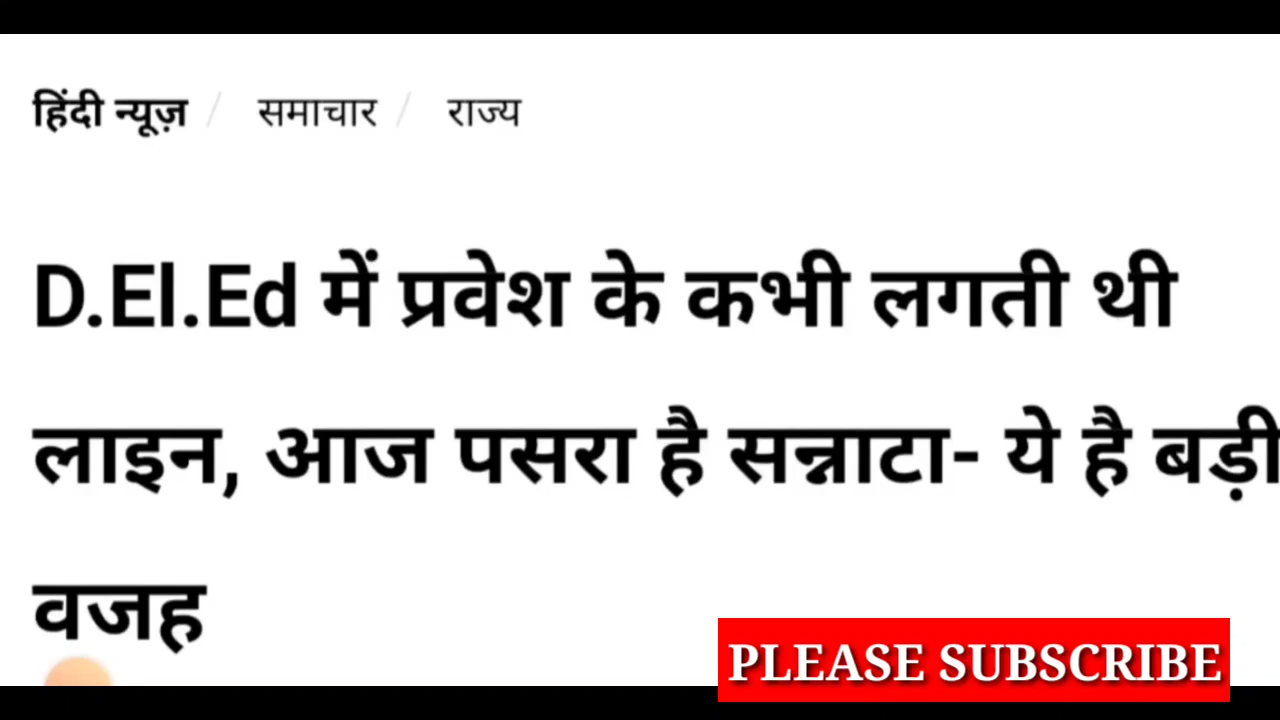 हिंदी न्यूज़ / समाचार / राज्य
D.El.Ed में प्रवेश के कभी लगती थी
लाइन, आज पसरा है सन्नाटा- ये है बड़ी
वजह
PLEASE SUBSCRIBE